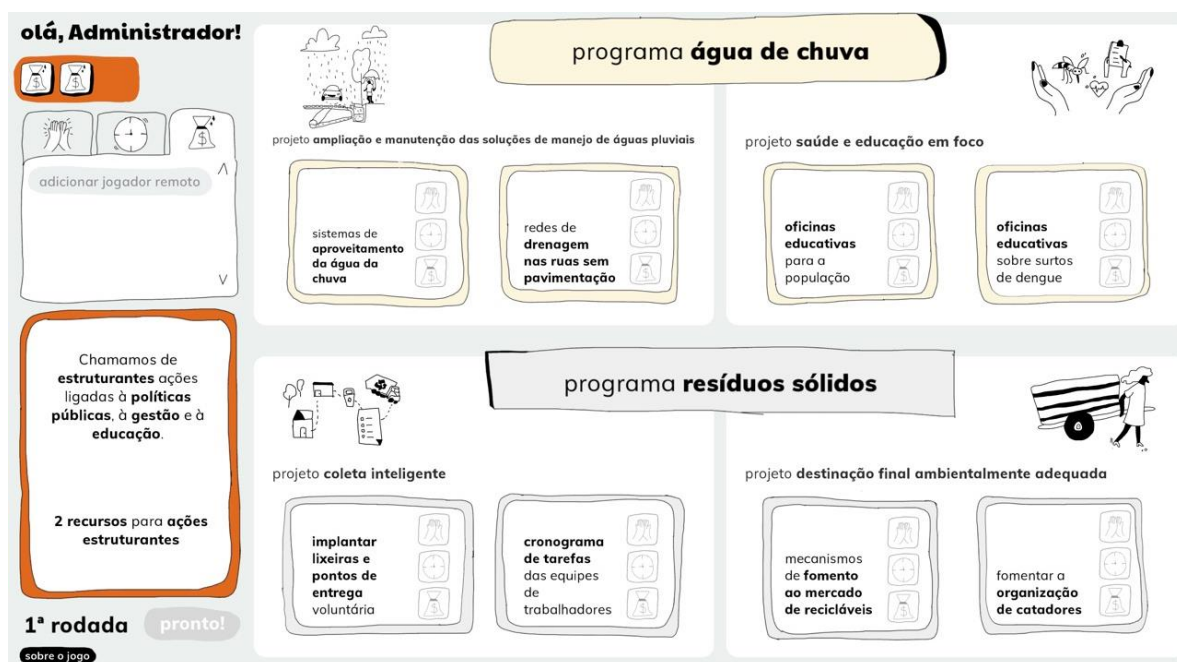 olá, Administrador!
adicionar jogador remoto
Chamamos de
estruturantes ações
ligadas à políticas
públicas, à gestão e à
educação.
2 recursos para ações
estruturantes
1ª rodada
pronto!
sobre o jogo
programa água de chuva
projeto ampliação e manutenção das soluções de manejo de águas pluviais
sistemas de
aproveitamento
da água da
chuva
redes de
drenagem
nas ruas sem
pavimentação
projeto saúde e educação em foco
oficinas
educativas
para a
população
oficinas
educativas
sobre surtos
de dengue
programa resíduos sólidos
projeto coleta inteligente
implantar
lixeiras e
pontos de
entrega
voluntária
cronograma
de tarefas
das equipes
de
trabalhadores
projeto destinação final ambientalmente adequada
mecanismos
de fomento
ao mercado
de recicláveis
fomentar a
organização
de catadores